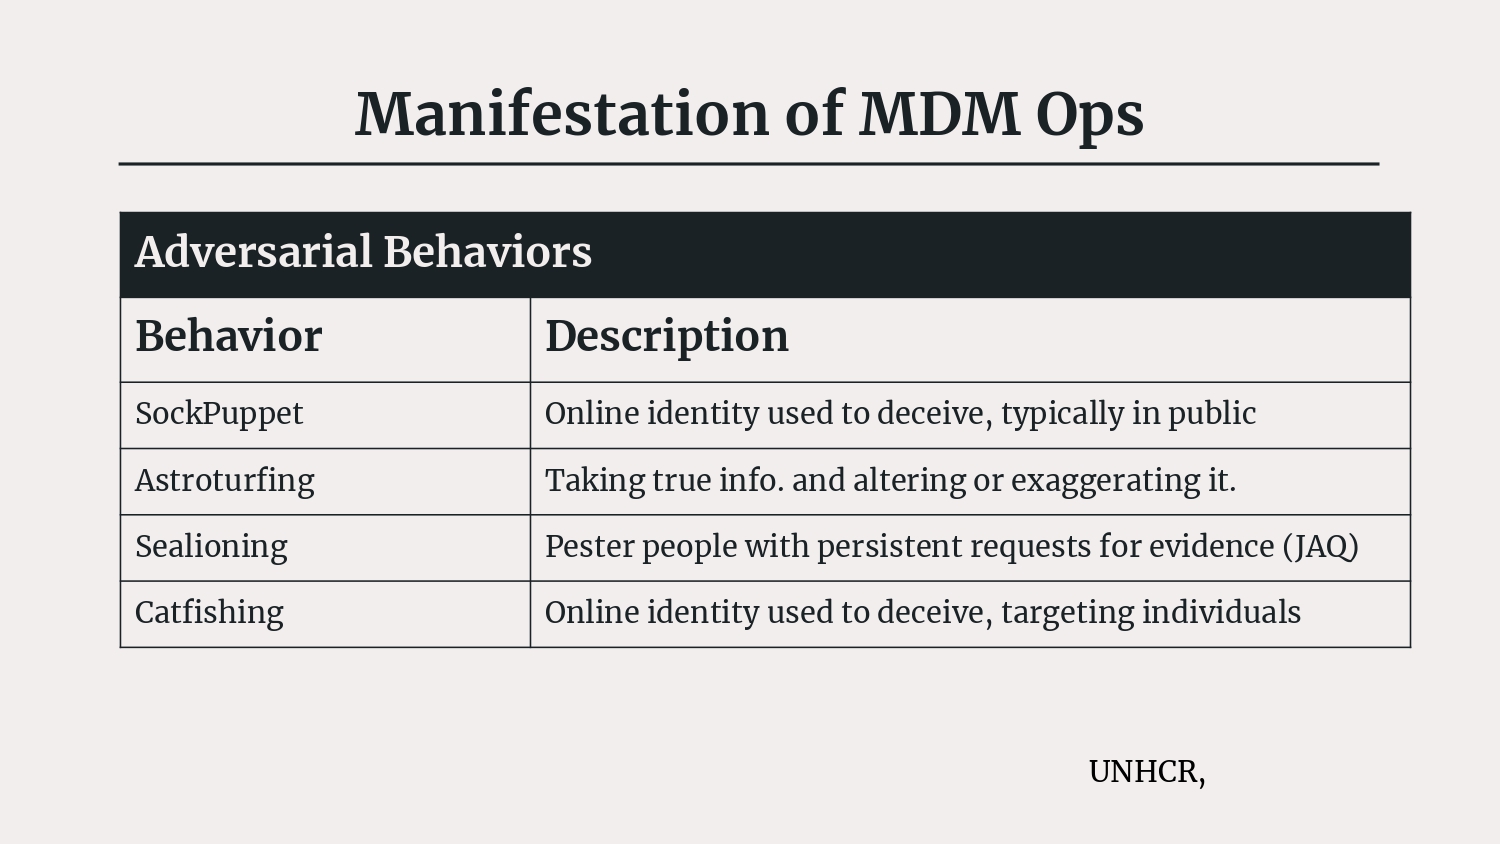 Manifestation of MDM Ops
Adversarial Behaviors
Behavior Description
SockPuppet Online identity used to deceive, typically in public
Astroturfing Taking true info. and altering or exaggerating it.
Sealioning Pester people with persistent requests for evidence (JAQ)
Catfishing Online identity used to deceive, targeting individuals
UNHCR,